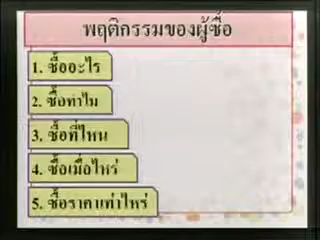 พฤติกรรมของผู้ซื้อ
1. ซื้ออะไร
2. ซื้อทำไม
3. ซื้อที่ไหน
4. ซื้อเมื่อไหร่
5. ซื้อราคาเท่าไหร่